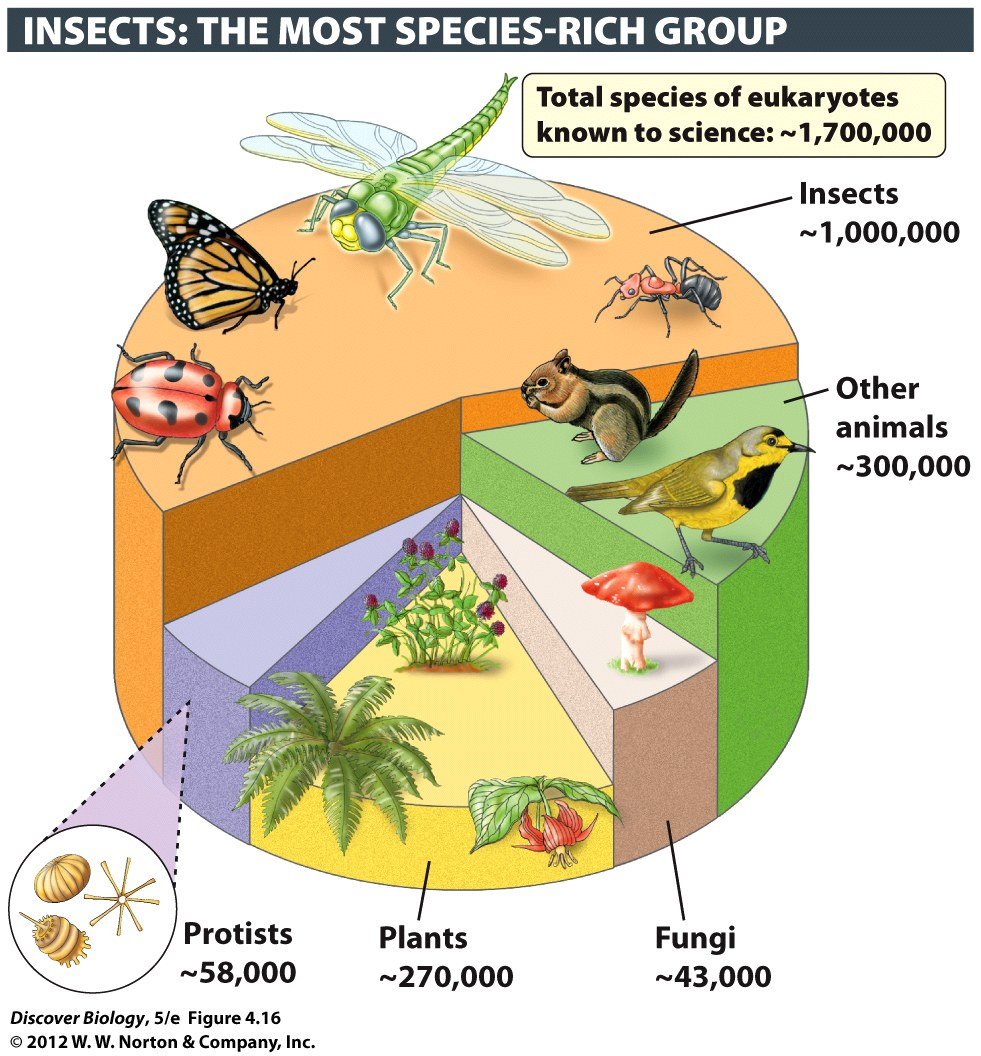 INSECTS: THE MOST SPECIES-RICH GROUP
Total species of eukaryotes
known to science: ~1,700,000
Insects
~1,000,000
Other
animals
~300,000
Protists
~58,000
Plants
~270,000
Fungi
~43,000
Discover Biology, 5/e Figure 4.16
© 2012 W. W. Norton & Company, Inc.